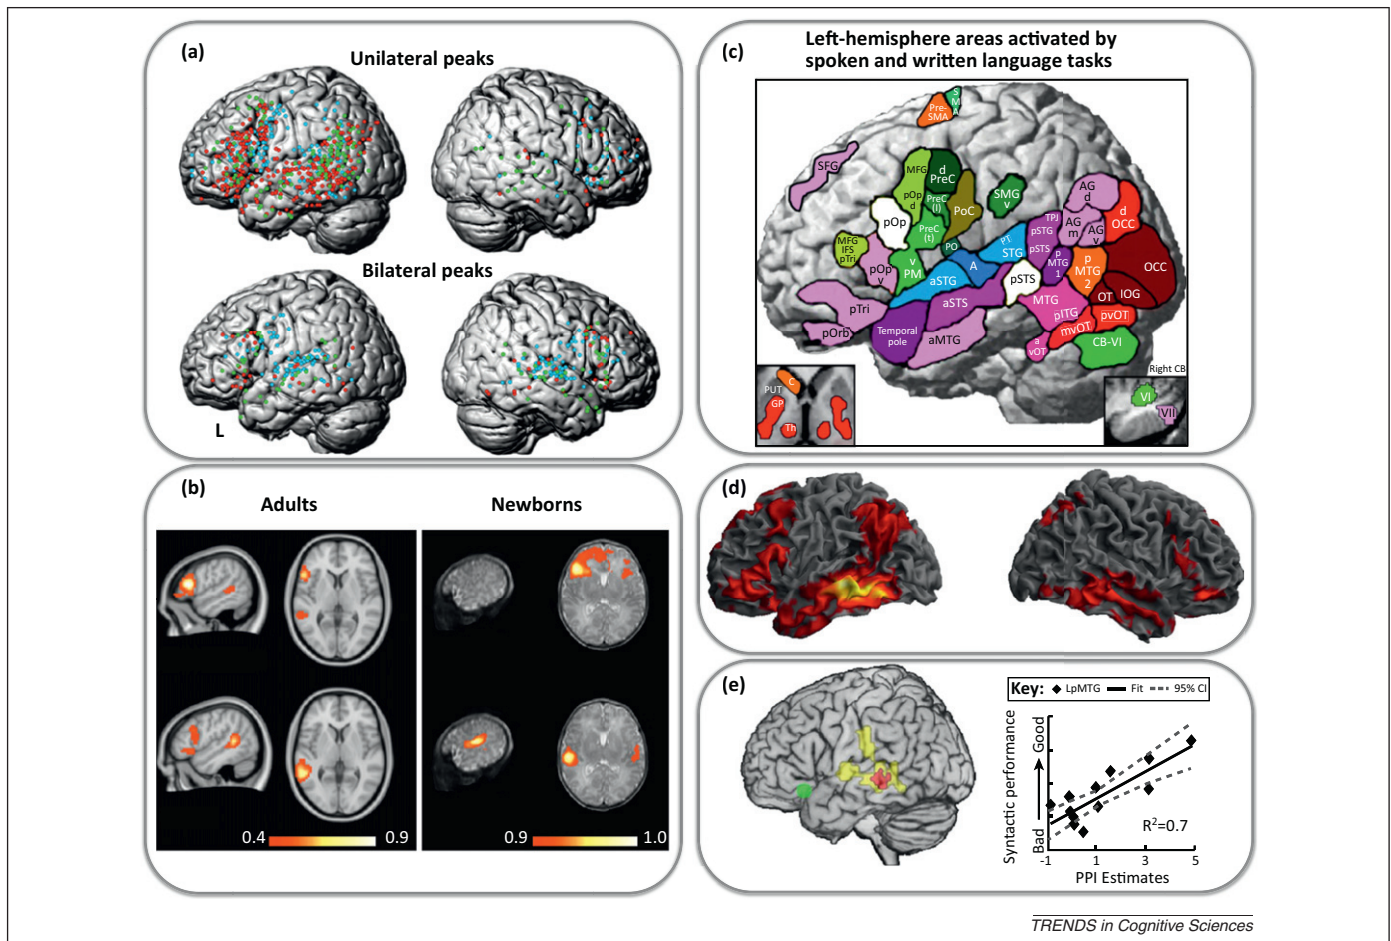 (a)
Unilateral peaks
Bilateral peaks
L
(b)
Adults
Newborns
0.4
0.9
0.9
1.0
(c)
Left-hemisphere areas activated by
spoken and written language tasks
Pre-
SMA
S
M
A
SFG
MFG
pOp
d
d
PreC
PreC
(l)
PoC
SMG
v
pOp
PreC
(t)
MFG
IFS
pTri
pOp
v
v
PM
PO
PT
STG
TPJ
pSTG
pSTS
AG
d
AG
m
AG
v
d
OCC
p
MTG
1
p
MTG
2
OCC
A
aSTG
aSTS
pSTS
MTG
pITG
OT
IOG
pTri
pOrb
Temporal
pole
aMTG
a
vOT
mvOT
pvOT
CB-VI
Right CB
C
PUT
GP
Th
VI
VII
(d)
(e)
Key: LpMTG Fit 95% CI
Syntactic performance
Bad
Good
R²=0.7
-1
1
3
5
PPI Estimates
TRENDS in Cognitive Sciences